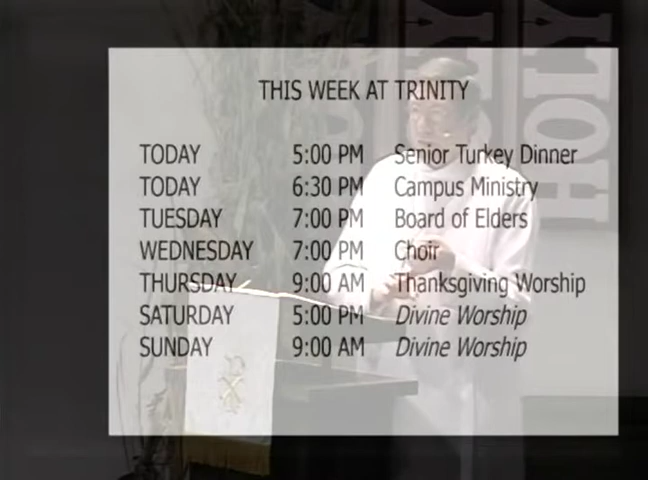 HOLY
THIS WEEK AT TRINITY
TODAY 5:00 PM Senior Turkey Dinner
TODAY 6:30 PM Campus Ministry
TUESDAY 7:00 PM Board of Elders
WEDNESDAY 7:00 PM Choir
THURSDAY 9:00 AM Thanksgiving Worship
SATURDAY 5:00 PM Divine Worship
SUNDAY 9:00 AM Divine Worship